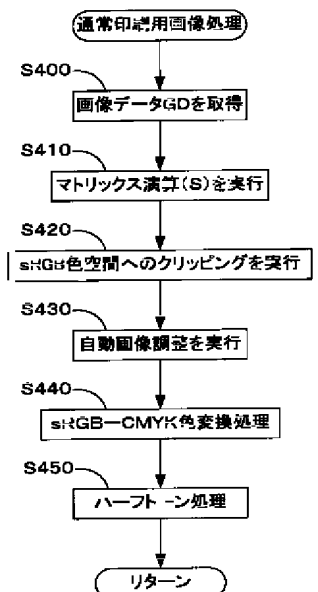 通常印刷用画像処理
S400
画像データGDを取得
S410
マトリックス演算(S)を実行
S420
sRGB色空間へのクリッピングを実行
S430
自動画像調整を実行
S440
sRGB－CMYK色変換処理
S450
ハーフトーン処理
リターン